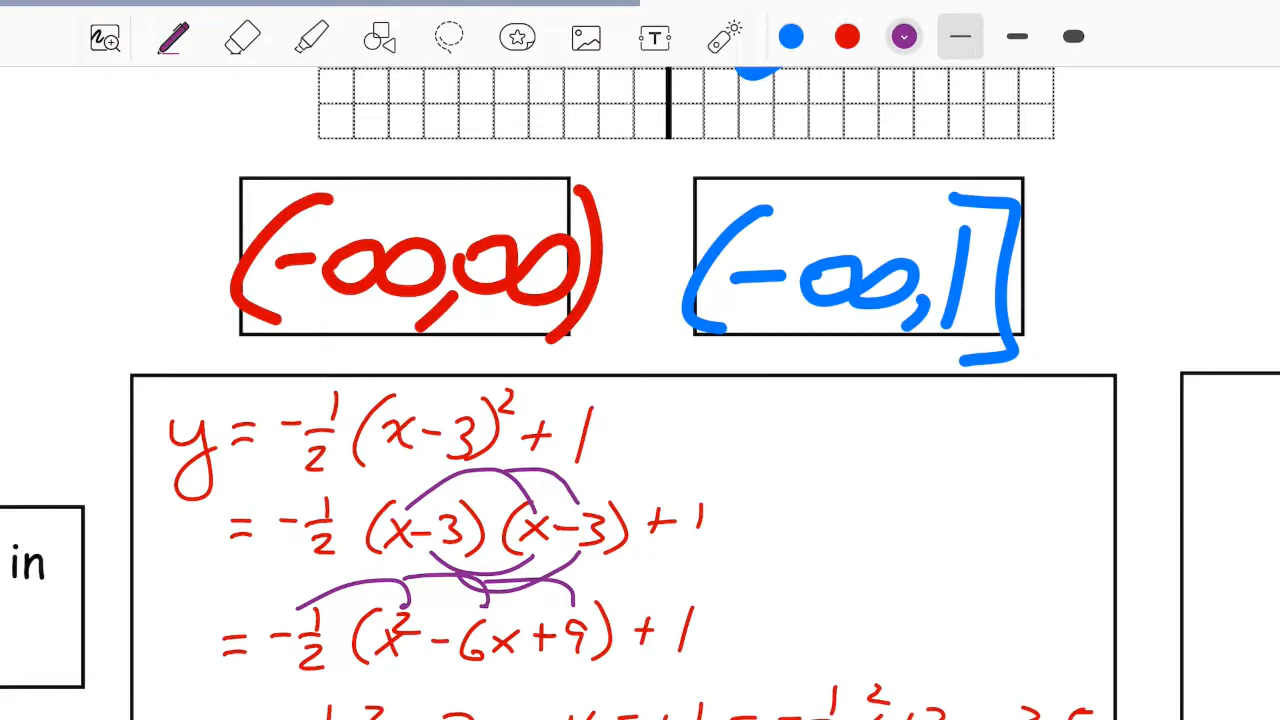 T
(-∞,∞) (-∞,1]
y = -1/2 (x-3)² + 1
= -1/2 (x-3) (x-3) + 1
in
= -1/2 (x² - 6x + 9) + 1